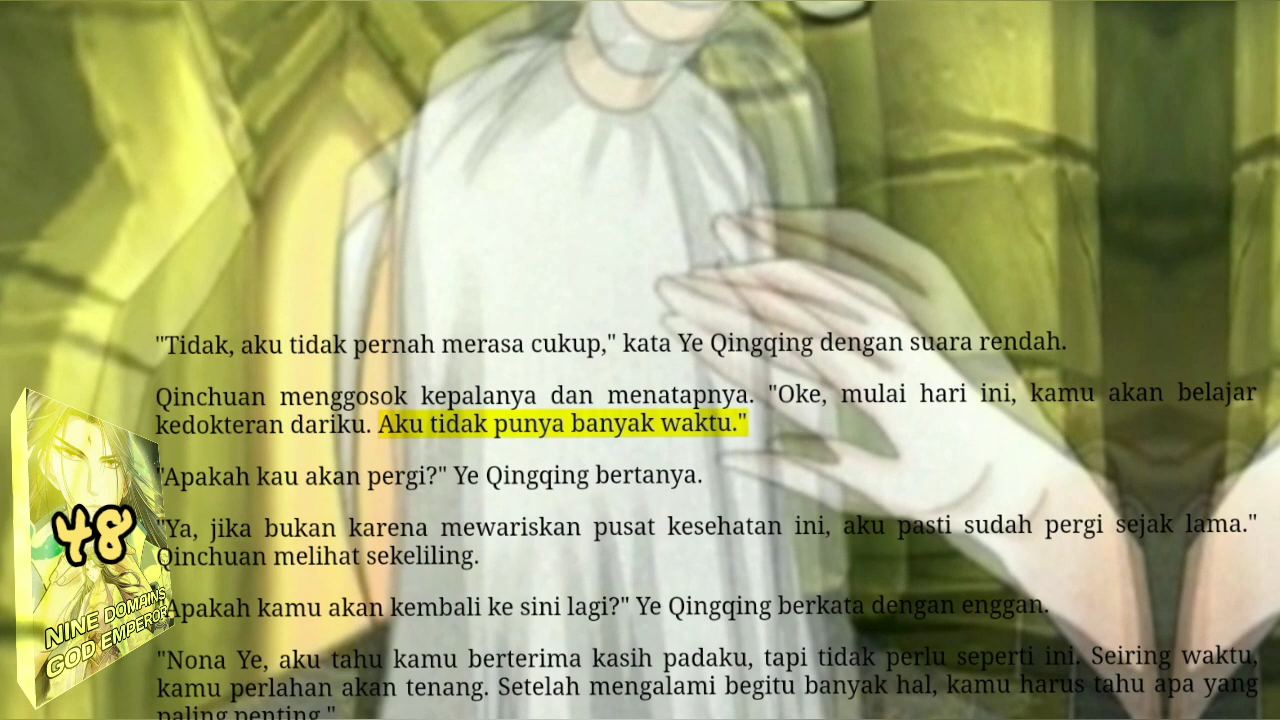 "Tidak, aku tidak pernah merasa cukup," kata Ye Qingqing dengan suara rendah.
Qinchuan menggosok kepalanya dan menatapnya. "Oke, mulai hari ini, kamu akan belajar
kedokteran dariku. Aku tidak punya banyak waktu."
"Apakah kau akan pergi?" Ye Qingqing bertanya.
"Ya, jika bukan karena mewariskan pusat kesehatan ini, aku pasti sudah pergi sejak lama."
Qinchuan melihat sekeliling.
"Apakah kamu akan kembali ke sini lagi?" Ye Qingqing berkata dengan enggan.
"Nona Ye, aku tahu kamu berterima kasih padaku, tapi tidak perlu seperti ini. Seiring waktu,
kamu perlahan akan tenang. Setelah mengalami begitu banyak hal, kamu harus tahu apa yang
paling penting."
48
NINE DOMAINS
GOD EMPEROR